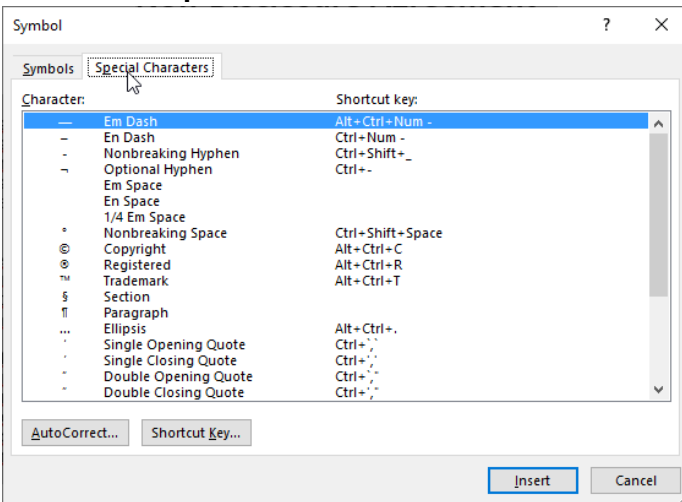 Symbol ? ×
Symbols Special Characters
Character: Shortcut key:
— Em Dash Alt+Ctrl+Num -
– En Dash Ctrl+Num -
- Nonbreaking Hyphen Ctrl+Shift+_
¬ Optional Hyphen Ctrl+-
Em Space
En Space
1/4 Em Space
° Nonbreaking Space Ctrl+Shift+Space
© Copyright Alt+Ctrl+C
® Registered Alt+Ctrl+R
™ Trademark Alt+Ctrl+T
§ Section
¶ Paragraph
… Ellipsis Alt+Ctrl+.
‘ Single Opening Quote Ctrl+`,`
’ Single Closing Quote Ctrl+','
“ Double Opening Quote Ctrl+`,"
” Double Closing Quote Ctrl+',"
AutoCorrect... Shortcut Key...
Insert Cancel